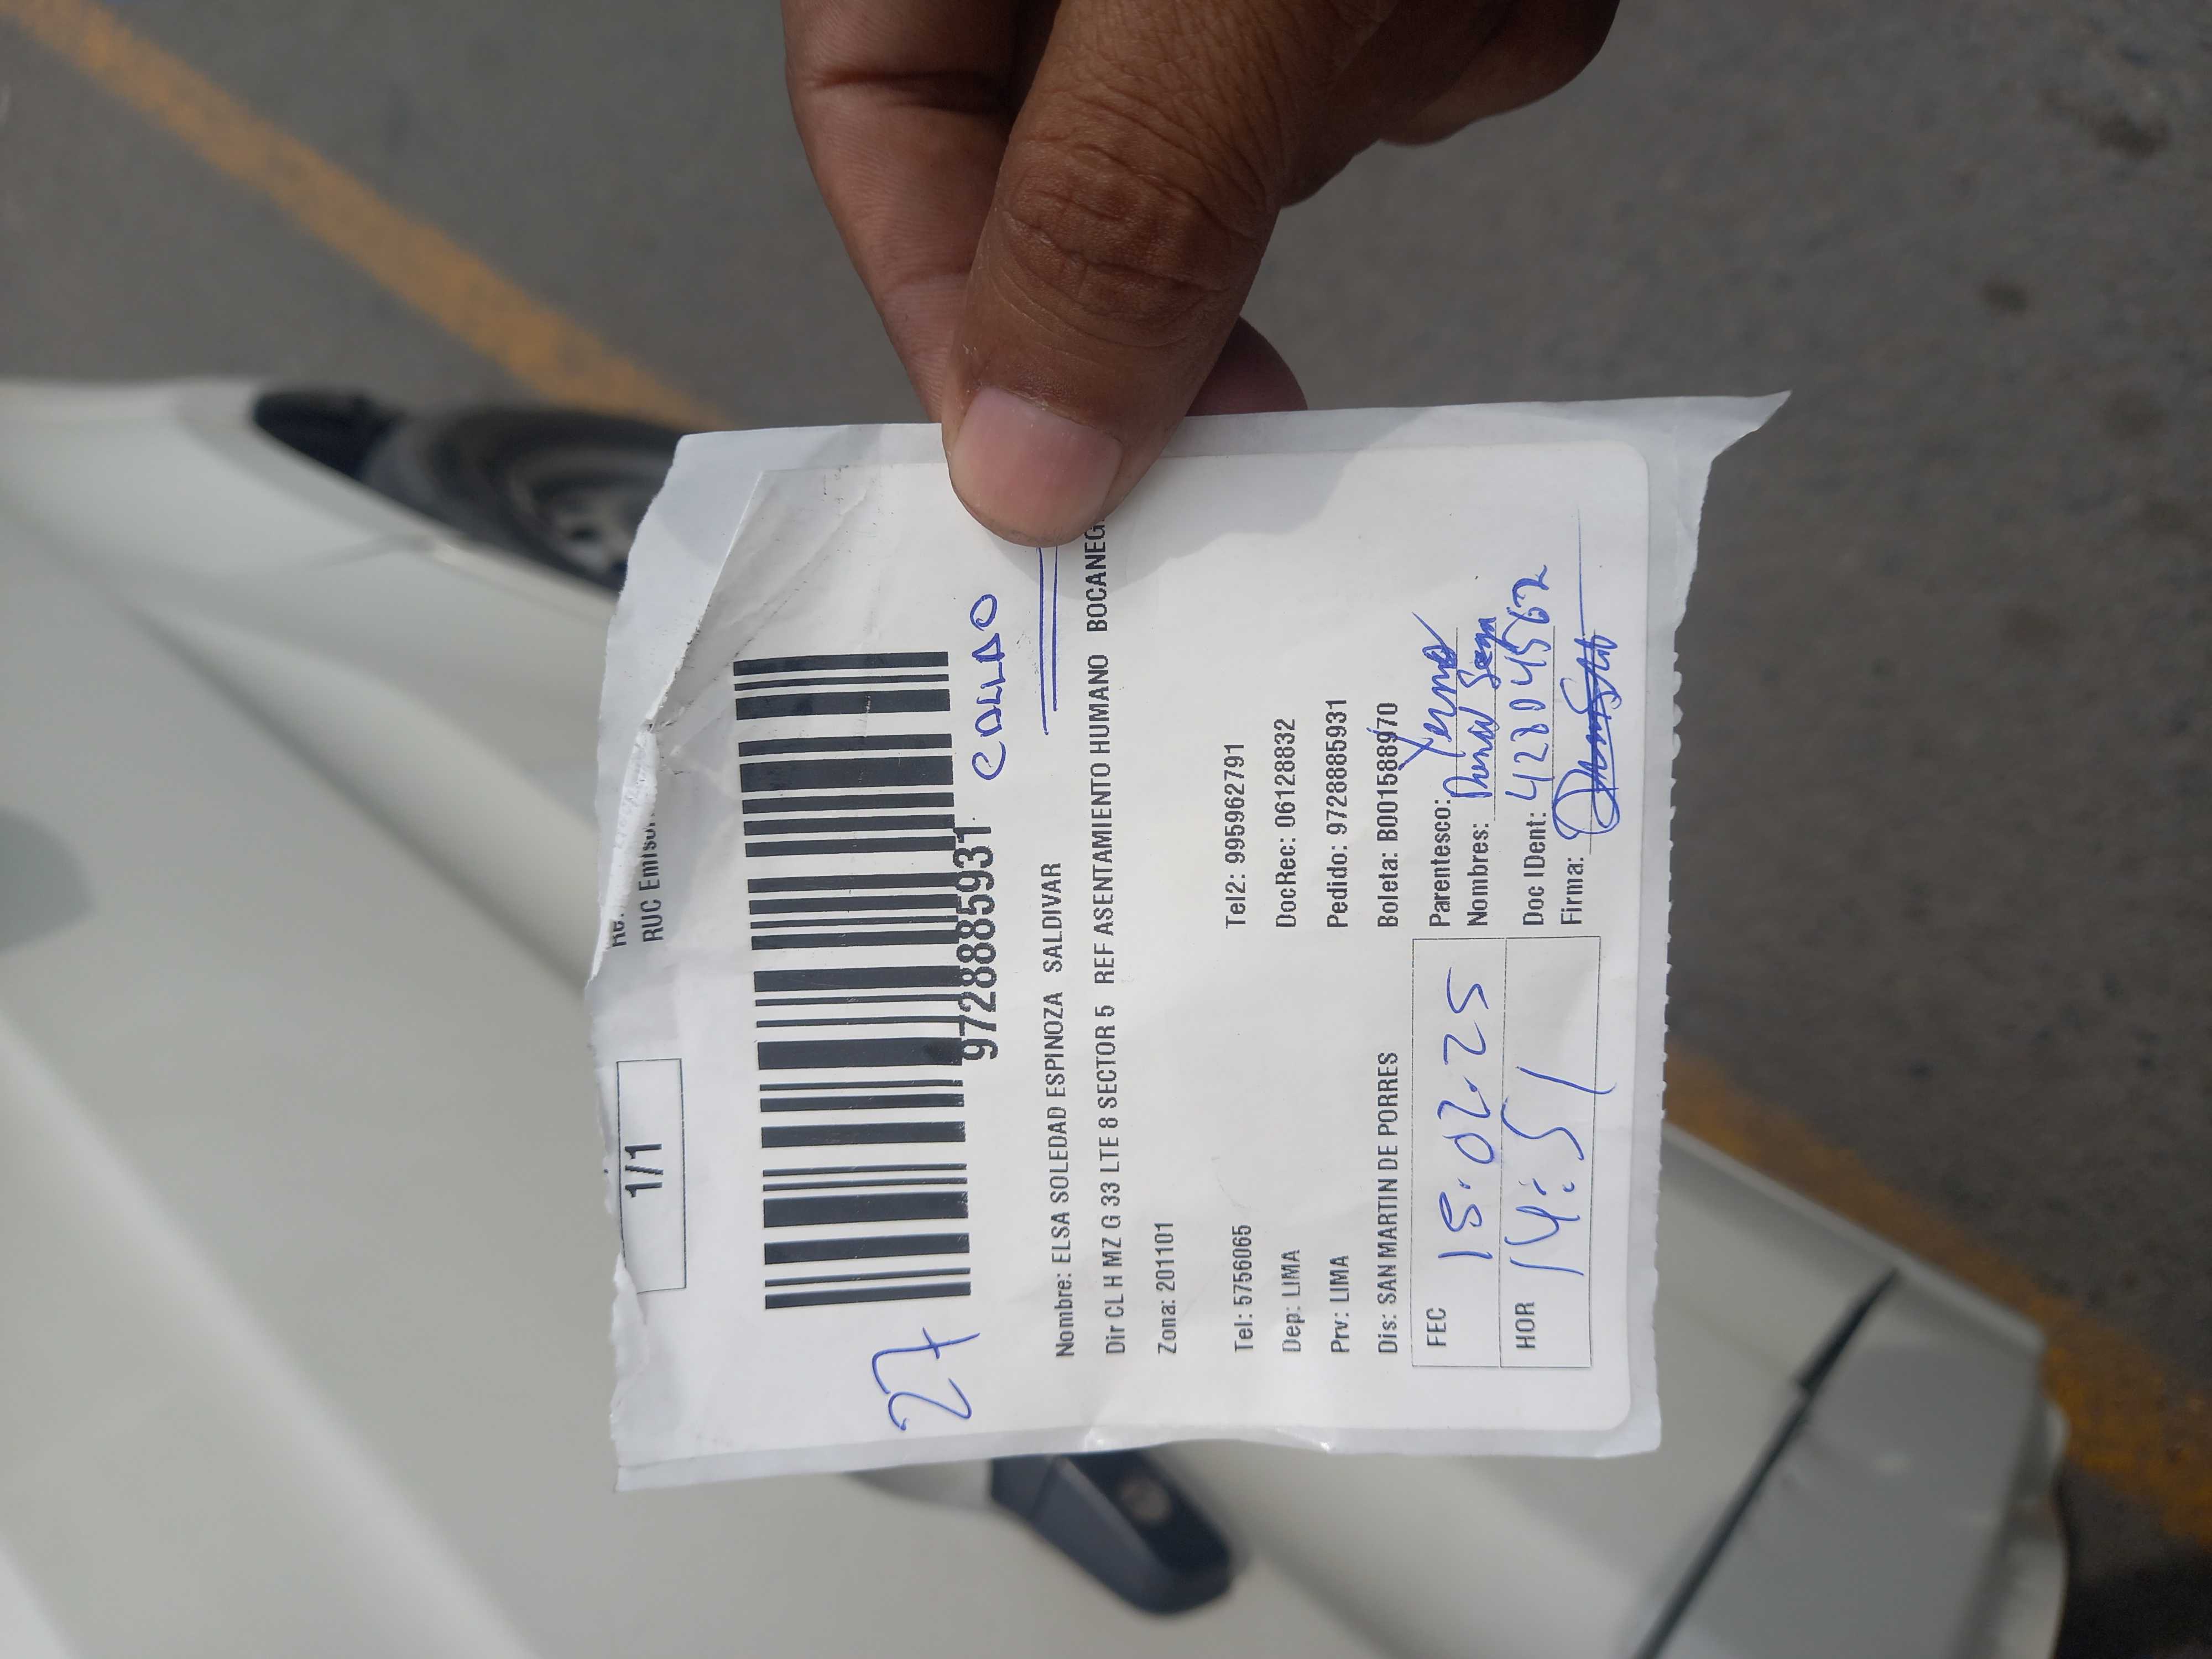 RUC Emisor
1/1
27
9728885931
CALLAO
Nombre: ELSA SOLEDAD ESPINOZA SALDIVAR
Dir CL H MZ G 33 LTE 8 SECTOR 5 REF ASENTAMIENTO HUMANO BOCANEG
Zona: 201101
Tel: 5756065 Tel2: 995962791
Dep: LIMA DocRec: 06128832
Prv: LIMA Pedido: 9728885931
Dis: SAN MARTIN DE PORRES Boleta: B001588970
FEC 15.02.25 Parentesco: Yerno
Nombres:
HOR 14:51 Doc IDent: 42804562
Firma: